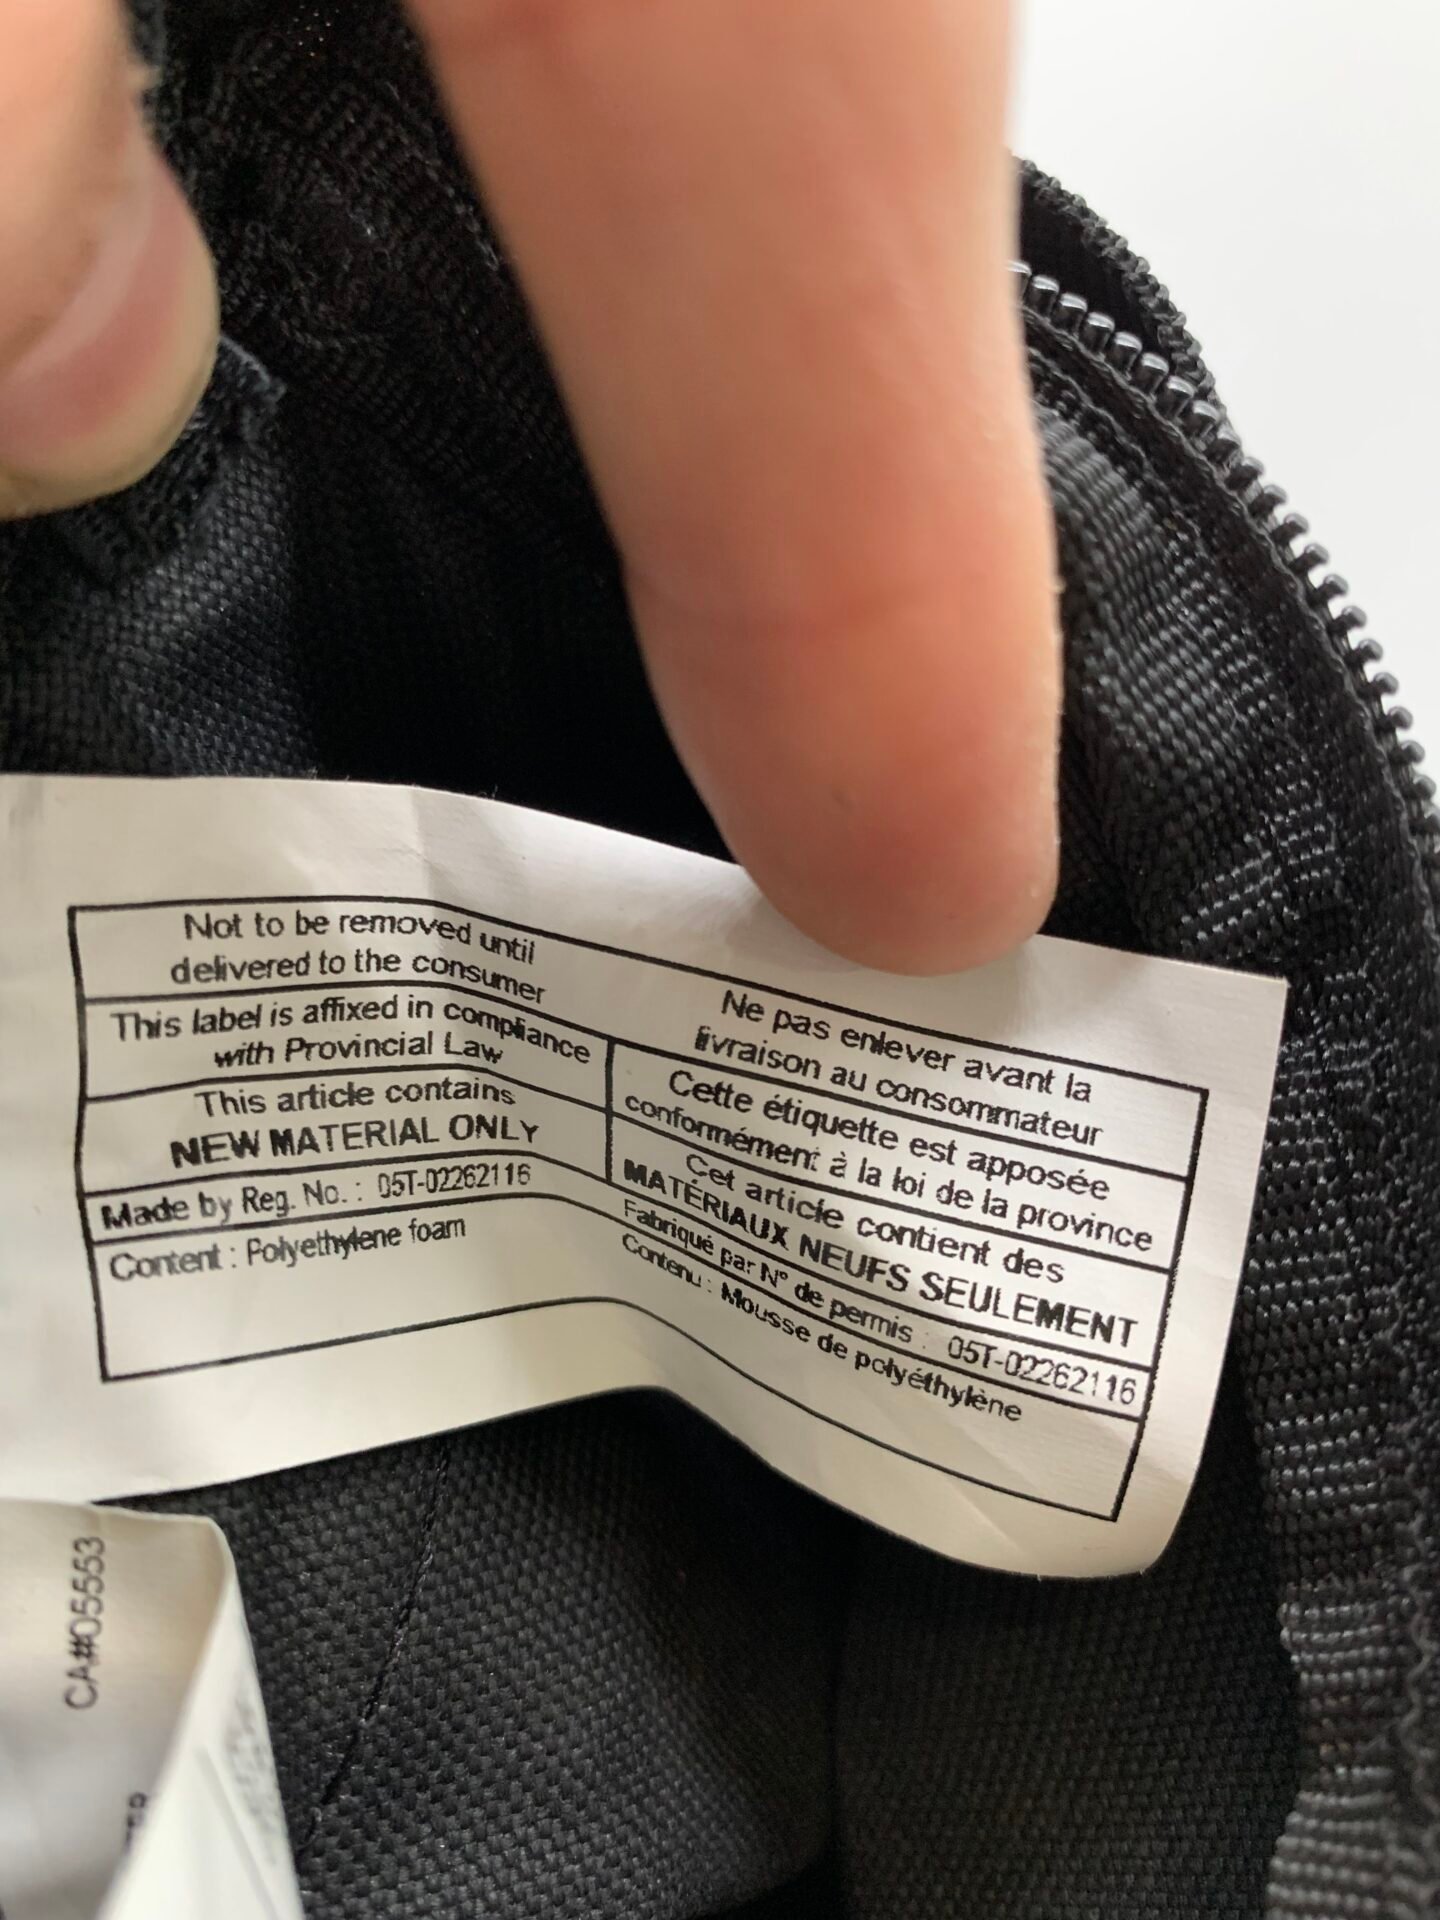 Not to be removed until
delivered to the consumer
Ne pas enlever avant la
livraison au consommateur
This label is affixed in compliance
with Provincial Law
Cette étiquette est apposée
conformément à la loi de la province
This article contains
NEW MATERIAL ONLY
Cet article contient des
MATÉRIAUX NEUFS SEULEMENT
Made by Reg. No. : 05T-02262116
Fabriqué par N° de permis : 05T-02262116
Content : Polyethylene foam
Contenu : Mousse de polyéthylène
CA#05553